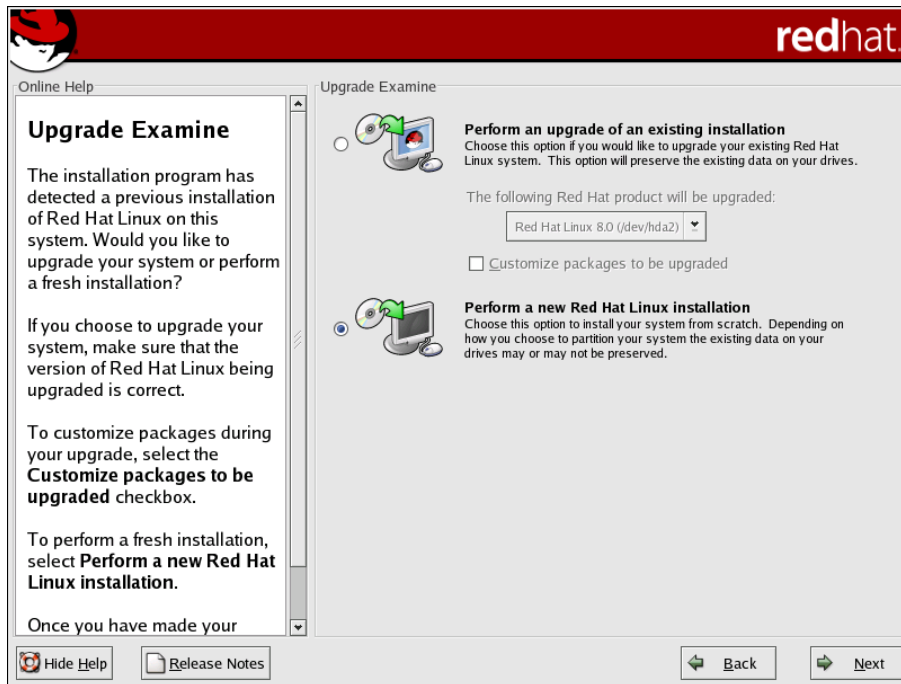 redhat.
Online Help
Upgrade Examine
The installation program has
detected a previous installation
of Red Hat Linux on this
system. Would you like to
upgrade your system or perform
a fresh installation?
If you choose to upgrade your
system, make sure that the
version of Red Hat Linux being
upgraded is correct.
To customize packages during
your upgrade, select the
Customize packages to be
upgraded checkbox.
To perform a fresh installation,
select Perform a new Red Hat
Linux installation.
Once you have made your
Upgrade Examine
Perform an upgrade of an existing installation
Choose this option if you would like to upgrade your existing Red Hat
Linux system. This option will preserve the existing data on your drives.
The following Red Hat product will be upgraded:
Red Hat Linux 8.0 (/dev/hda2)
Customize packages to be upgraded
Perform a new Red Hat Linux installation
Choose this option to install your system from scratch. Depending on
how you choose to partition your system the existing data on your
drives may or may not be preserved.
Hide Help
Release Notes
Back
Next